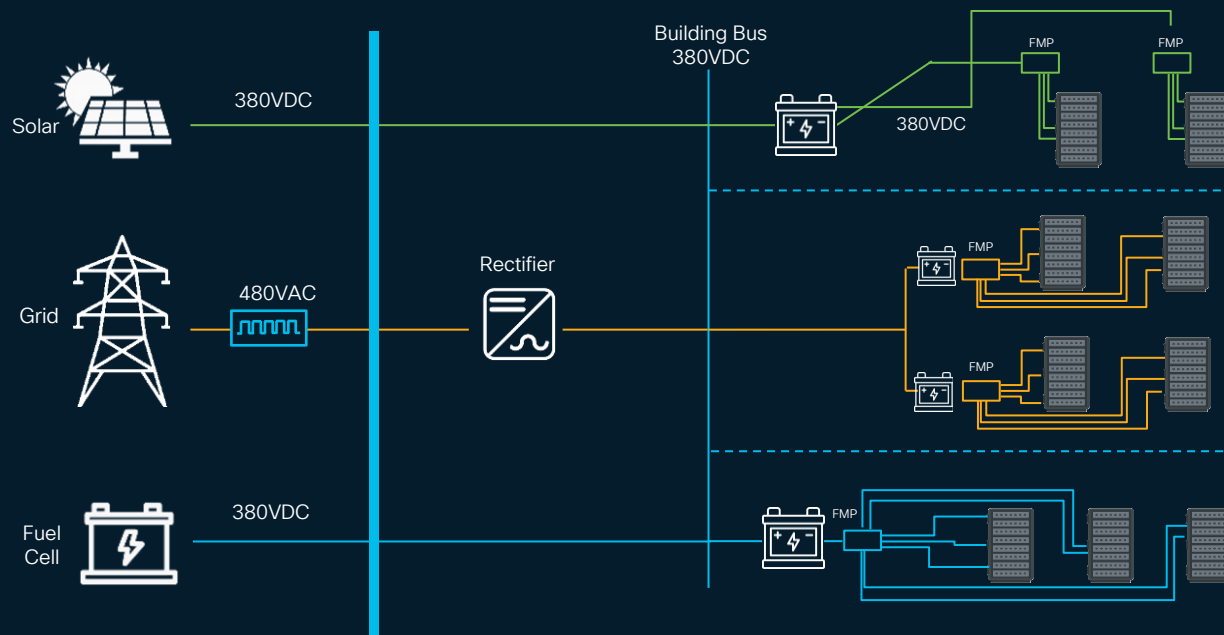 Building Bus
380VDC
FMP
FMP
380VDC
Solar
380VDC
FMP
Rectifier
480VAC
Grid
FMP
380VDC
FMP
Fuel
Cell